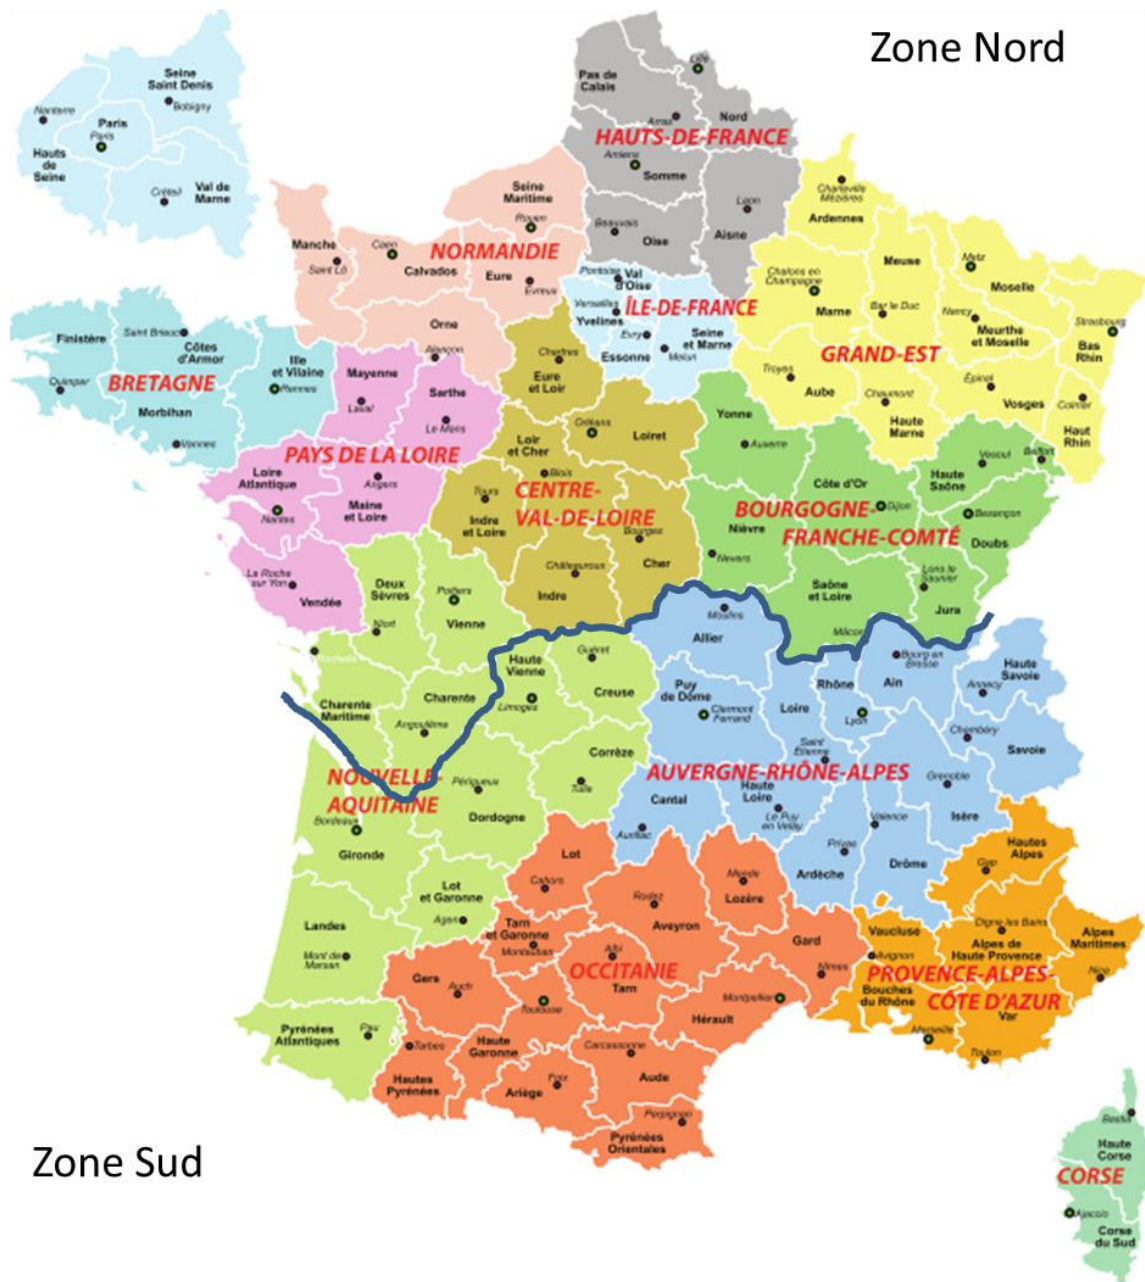 Zone Nord
Seine
Saint Denis
Bobigny
Nanterre
Paris
Paris
Hauts
de
Seine
Créteil
Val de
Marne
Lille
Pas de
Calais
Nord
Arras
HAUTS-DE-FRANCE
Amiens
Somme
Laon
Beauvais
Oise
Aisne
Charleville
Mézières
Ardennes
Seine
Maritime
Rouen
Manche
Saint Lô
Caen
NORMANDIE
Calvados
Eure
Evreux
Orne
Alençon
Pontoise
Val
d'Oise
ÎLE-DE-FRANCE
Versailles
Yvelines
Evry
Seine
et Marne
Essonne
Melun
Meuse
Metz
Moselle
Chalons en
Champagne
Marne
Bar le Duc
Nancy
Meurthe
et Moselle
Strasbourg
Bas
Rhin
GRAND-EST
Troyes
Aube
Chaumont
Haute
Marne
Épinal
Vosges
Colmar
Haut
Rhin
Finistère
Saint Brieuc
Côtes
d'Armor
Ille
et Vilaine
Rennes
BRETAGNE
Quimper
Morbihan
Vannes
Mayenne
Laval
Sarthe
Le Mans
PAYS DE LA LOIRE
Loire
Atlantique
Angers
Maine
et Loire
Nantes
La Roche
sur Yon
Vendée
Chartres
Eure
et Loir
Orléans
Loiret
Loir
et Cher
Blois
Tours
CENTRE-
VAL-DE-LOIRE
Indre
et Loire
Bourges
Cher
Châteauroux
Indre
Yonne
Auxerre
Côte d'Or
Dijon
Haute
Saône
Vesoul
Belfort
BOURGOGNE-
FRANCHE-COMTÉ
Besançon
Doubs
Nièvre
Nevers
Saône
et Loire
Lons le
Saunier
Jura
Mâcon
Deux
Sèvres
Niort
Poitiers
Vienne
Charente
Maritime
Charente
Angoulême
Haute
Vienne
Limoges
Guéret
Creuse
Corrèze
Tulle
NOUVELLE-
AQUITAINE
Périgueux
Dordogne
Bordeaux
Gironde
Lot
et Garonne
Agen
Landes
Mont de
Marsan
Pyrénées
Atlantiques
Pau
Moulins
Allier
Puy
de Dôme
Clermont
Ferrand
Loire
Rhône
Lyon
Ain
Bourg en
Bresse
Haute
Savoie
Annecy
Chambéry
Savoie
Saint
Etienne
AUVERGNE-RHÔNE-ALPES
Cantal
Aurillac
Haute
Loire
Le Puy
en Velay
Grenoble
Isère
Valence
Privas
Ardèche
Drôme
Lot
Cahors
Rodez
Aveyron
Mende
Lozère
Tarn
et Garonne
Montauban
Albi
Tarn
OCCITANIE
Gard
Nîmes
Gers
Auch
Toulouse
Montpellier
Hérault
Tarbes
Haute
Garonne
Hautes
Pyrénées
Foix
Ariège
Carcassonne
Aude
Perpignan
Pyrénées
Orientales
Hautes
Alpes
Gap
Digne les Bains
Alpes de
Haute Provence
Alpes
Maritimes
Nice
Vaucluse
Avignon
PROVENCE-ALPES-
CÔTE D'AZUR
Bouches
du Rhône
Var
Marseille
Toulon
Zone Sud
Bastia
Haute
Corse
CORSE
Ajaccio
Corse
du Sud